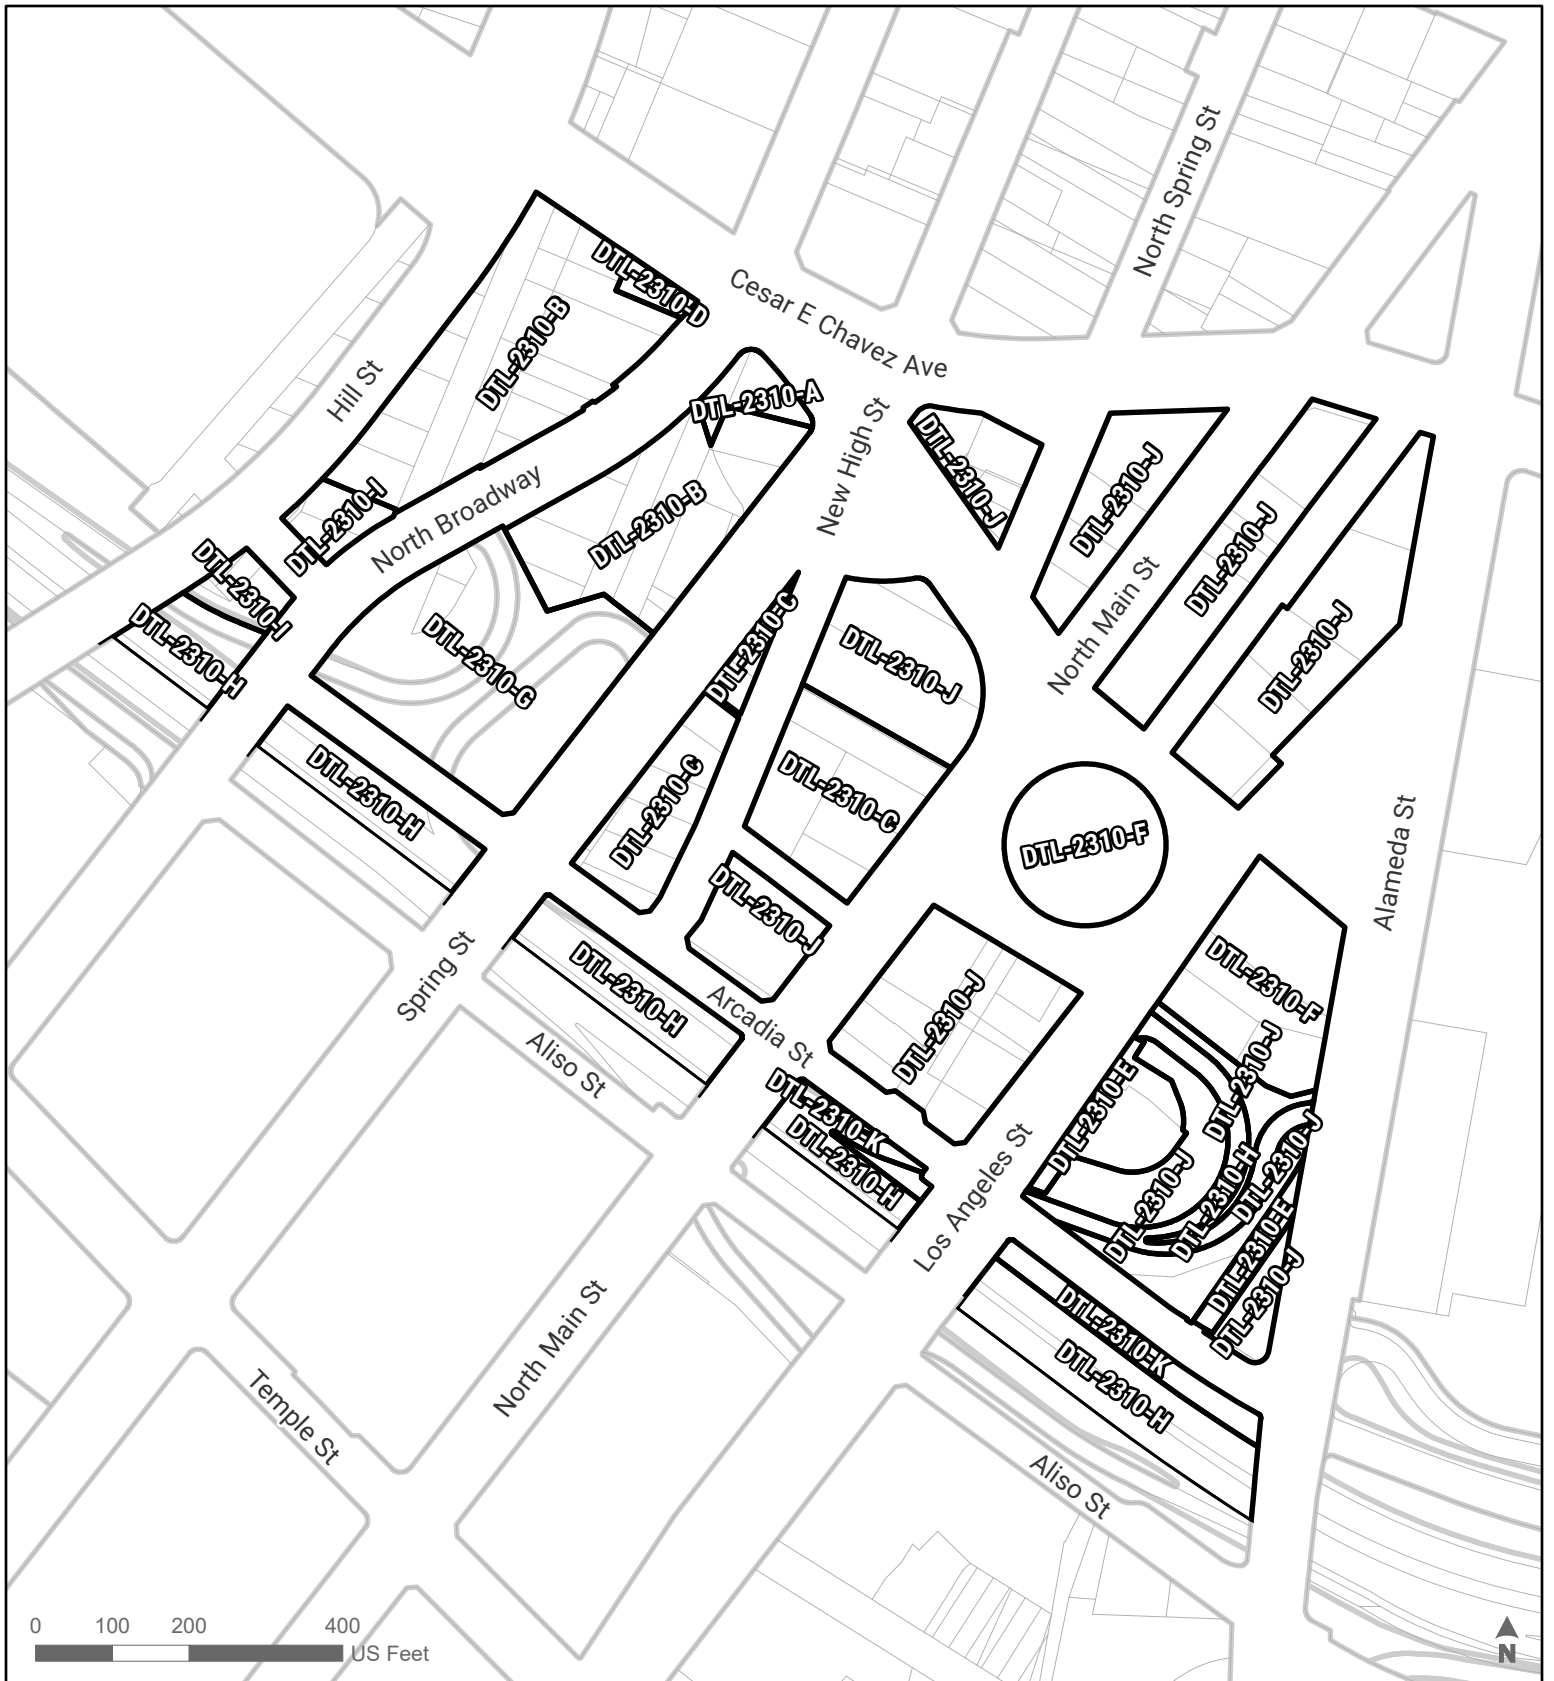 North Spring St
DTL-2310-D
Cesar E Chavez Ave
DTL-2310-B
Hill St
DTL-2310-A
New High St
DTL-2310-J
DTL-2310-J
DTL-2310-I
North Broadway
DTL-2310-B
DTL-2310-J
DTL-2310-I
DTL-2310-H
DTL-2310-G
DTL-2310-C
DTL-2310-J
North Main St
DTL-2310-J
DTL-2310-H
DTL-2310-C
DTL-2310-C
DTL-2310-F
Alameda St
DTL-2310-J
Spring St
DTL-2310-H
Arcadia St
DTL-2310-J
DTL-2310-F
Aliso St
DTL-2310-K
DTL-2310-H
DTL-2310-E
DTL-2310-J
DTL-2310-J
DTL-2310-H
DTL-2310-J
DTL-2310-E
DTL-2310-J
Los Angeles St
DTL-2310-K
DTL-2310-H
North Main St
Temple St
Aliso St
0 100 200 400
US Feet
N